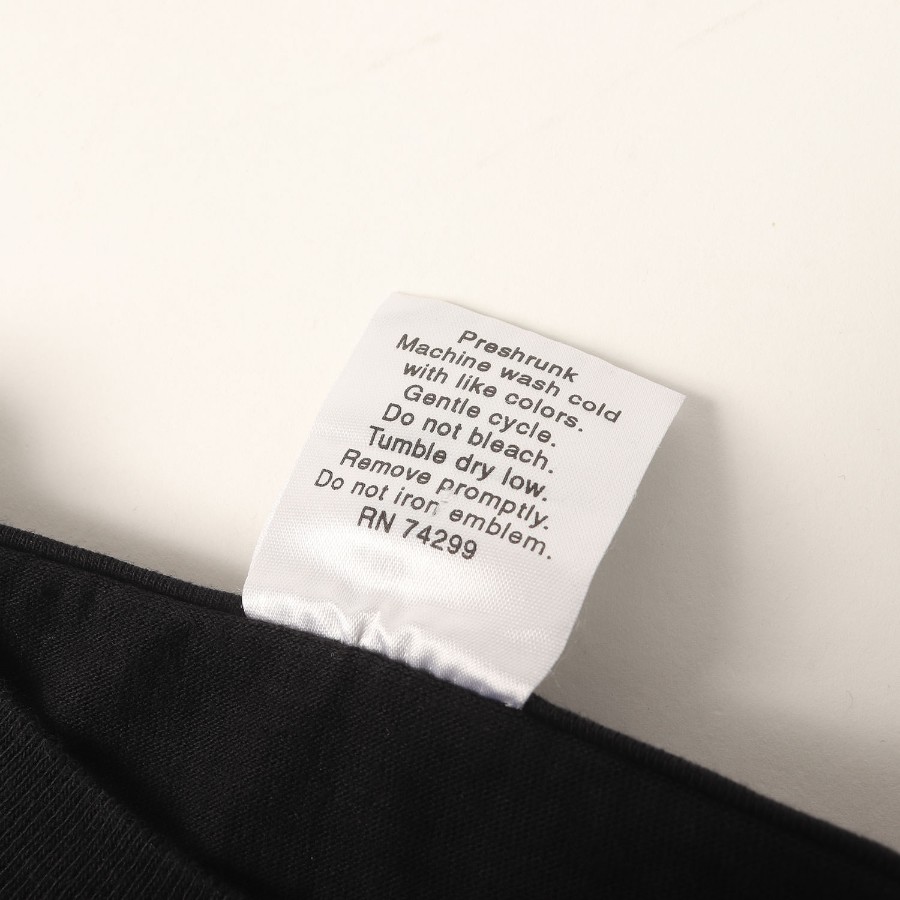 Preshrunk
Machine wash cold
with like colors.
Gentle cycle.
Do not bleach.
Tumble dry low.
Remove promptly.
Do not iron emblem.
RN 74299